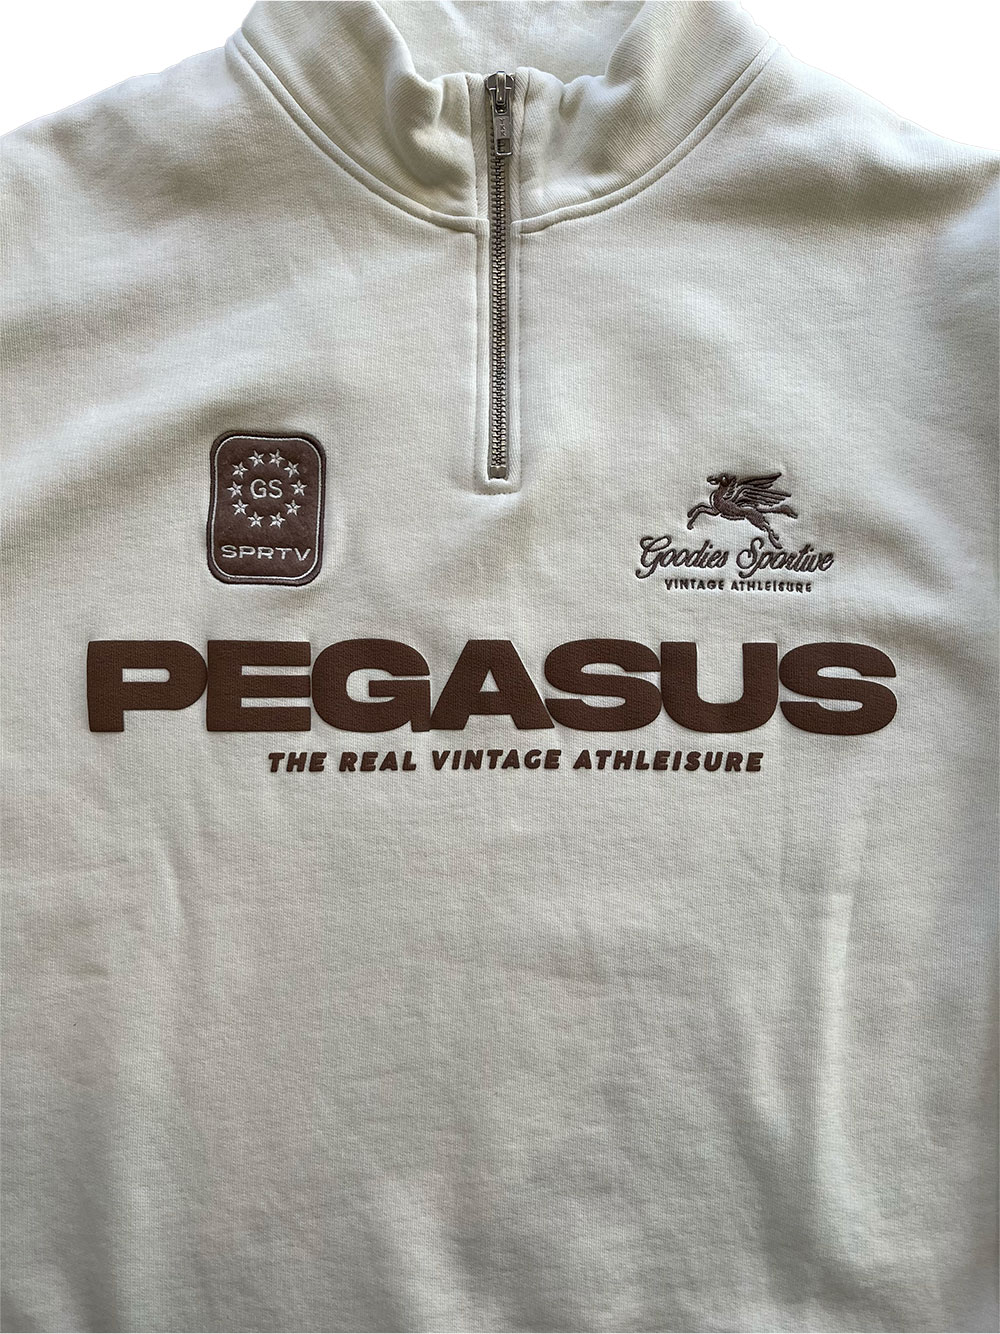 GS
SPRTV
Goodies Sportive
VINTAGE ATHLEISURE
PEGASUS
THE REAL VINTAGE ATHLEISURE